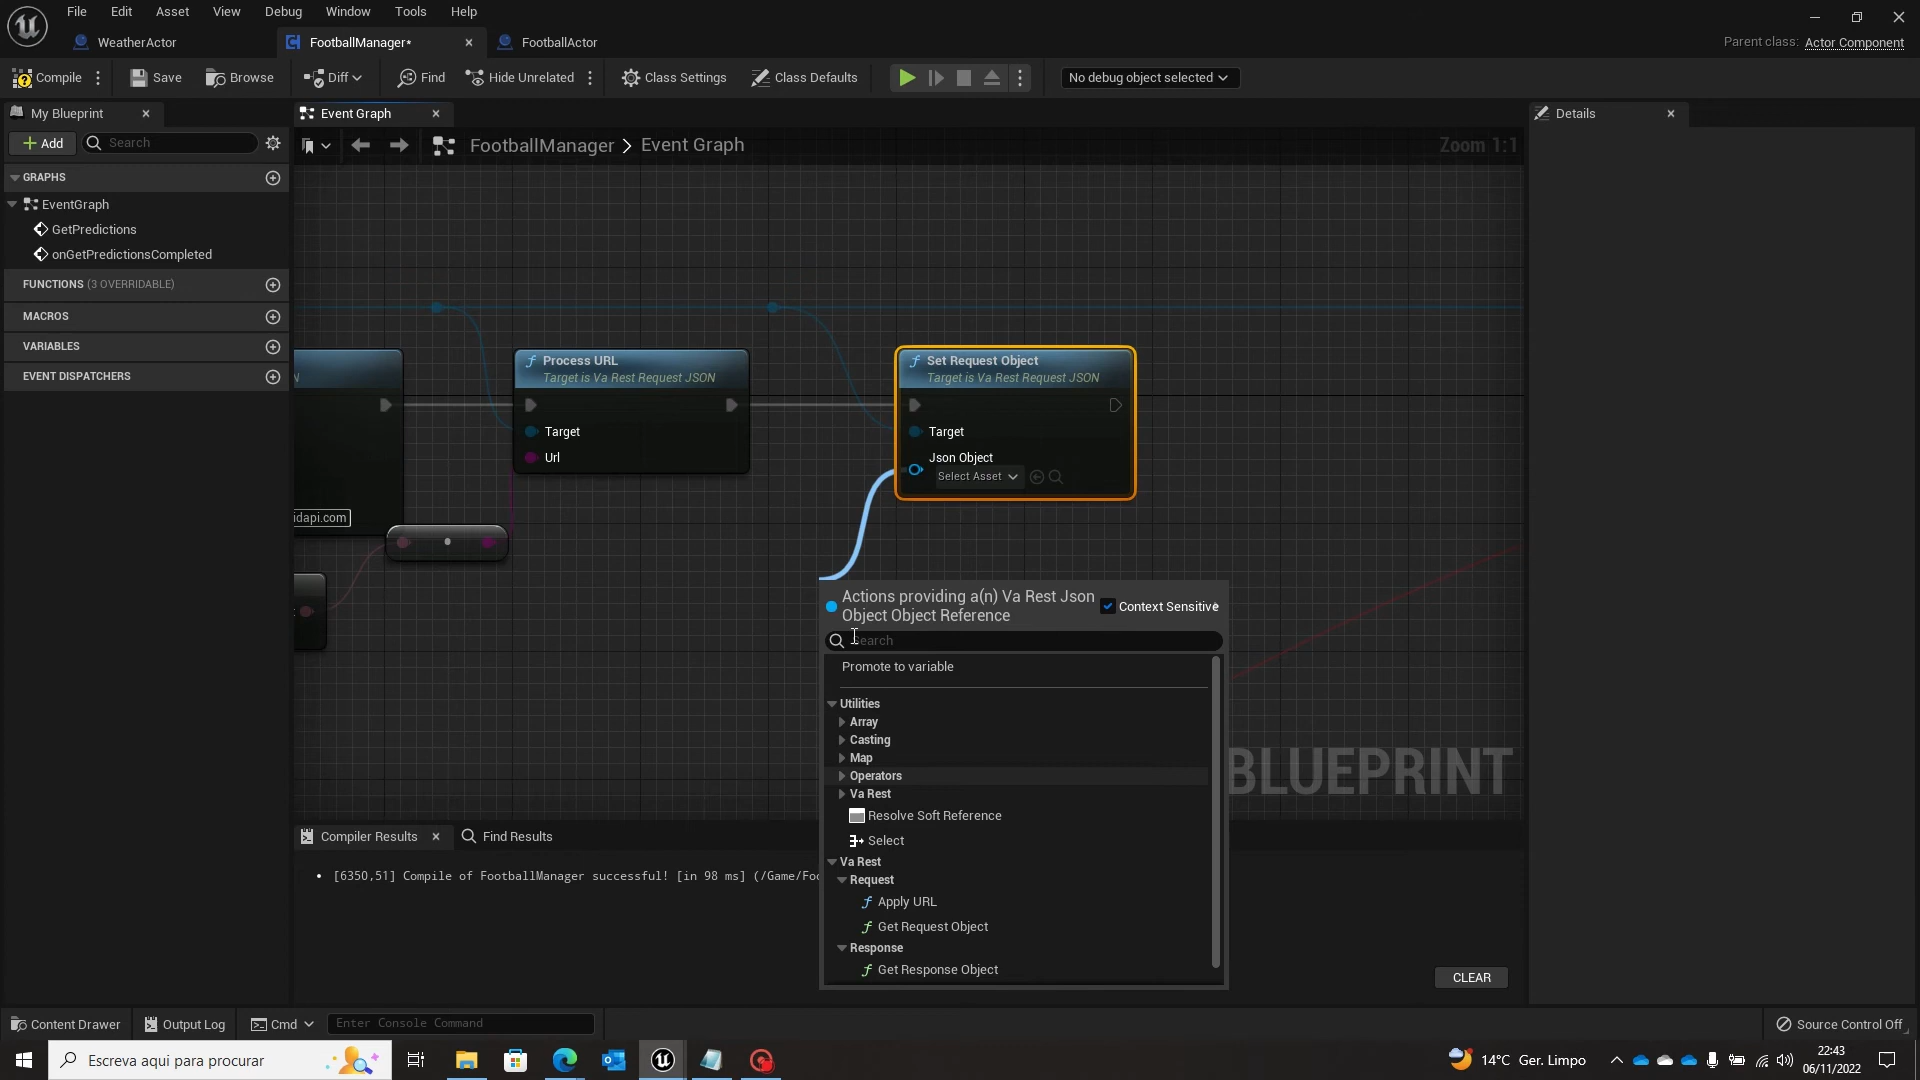 File Edit Asset View Debug Window Tools Help
WeatherActor FootballManager* FootballActor
Parent class: Actor Component
Compile Save Browse Diff Find Hide Unrelated Class Settings Class Defaults No debug object selected
My Blueprint
Event Graph
Details
Add Search
FootballManager > Event Graph
Zoom 1:1
GRAPHS
EventGraph
GetPredictions
onGetPredictionsCompleted
FUNCTIONS (3 OVERRIDABLE)
MACROS
VARIABLES
EVENT DISPATCHERS
Process URL
Target is Va Rest Request JSON
Target
Url
idapi.com
Set Request Object
Target is Va Rest Request JSON
Target
Json Object
Select Asset
Actions providing a(n) Va Rest Json
Object Object Reference
Context Sensitive
Search
Promote to variable
Utilities
Array
Casting
Map
Operators
Va Rest
Resolve Soft Reference
Select
Va Rest
Request
Apply URL
Get Request Object
Response
Get Response Object
BLUEPRINT
Compiler Results Find Results
• [6350,51] Compile of FootballManager successful! [in 98 ms] (/Game/Foo
CLEAR
Content Drawer Output Log Cmd Enter Console Command Source Control Off
Escreva aqui para procurar
14°C Ger. Limpo
22:43
06/11/2022